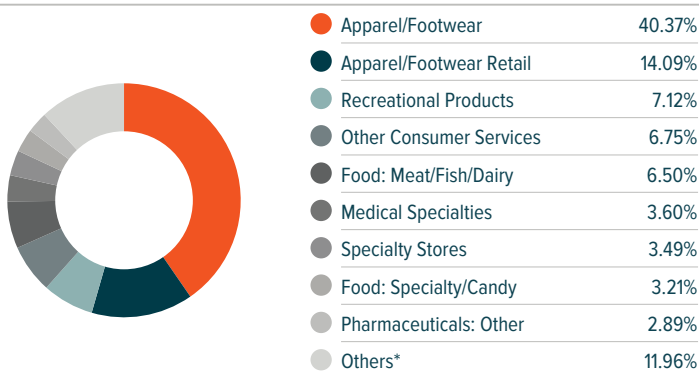 Apparel/Footwear 40.37%
Apparel/Footwear Retail 14.09%
Recreational Products 7.12%
Other Consumer Services 6.75%
Food: Meat/Fish/Dairy 6.50%
Medical Specialties 3.60%
Specialty Stores 3.49%
Food: Specialty/Candy 3.21%
Pharmaceuticals: Other 2.89%
Others* 11.96%